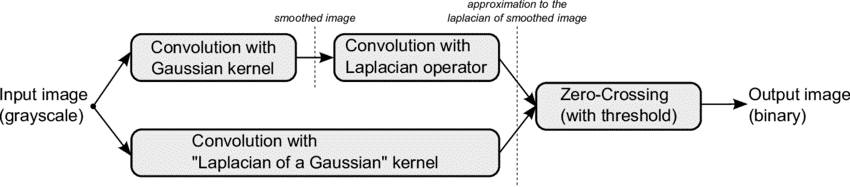 smoothed image
approximation to the
laplacian of smoothed image
Convolution with
Gaussian kernel
Convolution with
Laplacian operator
Input image
(grayscale)
Zero-Crossing
(with threshold)
Output image
(binary)
Convolution with
"Laplacian of a Gaussian" kernel